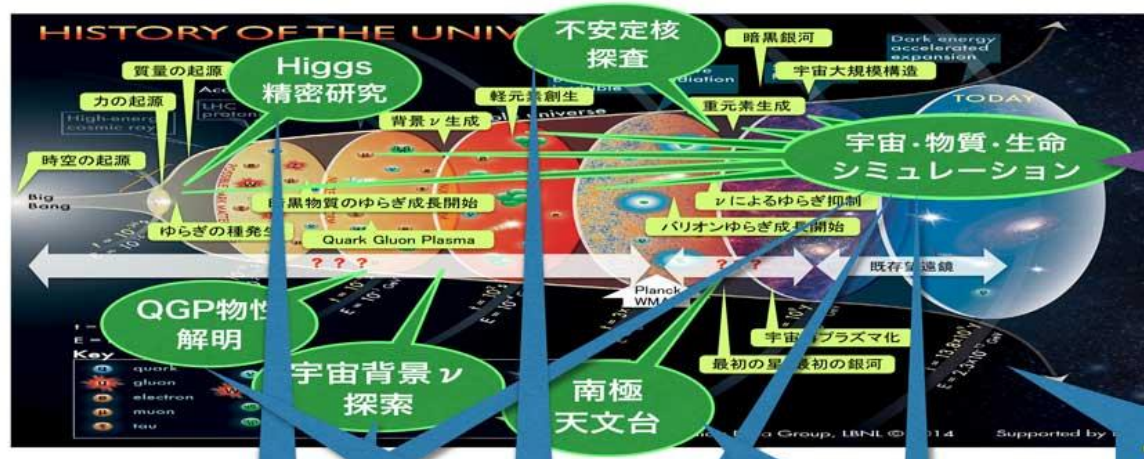 HISTORY OF THE UNIV
不安定核
探査
暗黒銀河
Dark energy
accelerated
expansion
質量の起源
Higgs
精密研究
宇宙大規模構造
力の起源
軽元素創生
重元素生成
TODAY
LHC
proton
High-energy
cosmic ray
背景ν生成
universe
時空の起源
宇宙・物質・生命
シミュレーション
Big
Bang
暗黒物質のゆらぎ成長開始
νによるゆらぎ抑制
ゆらぎの種発生
Quark Gluon Plasma
バリオンゆらぎ成長開始
? ? ?
? ?
既存望遠鏡
Planck
WMA
QGP物性
解明
宇宙
プラズマ化
最初の星
最初の銀河
Key
quark
gluon
electron
muon
tau
宇宙背景ν
探索
南極
天文台
Group, LBNL © 2014
Supported by